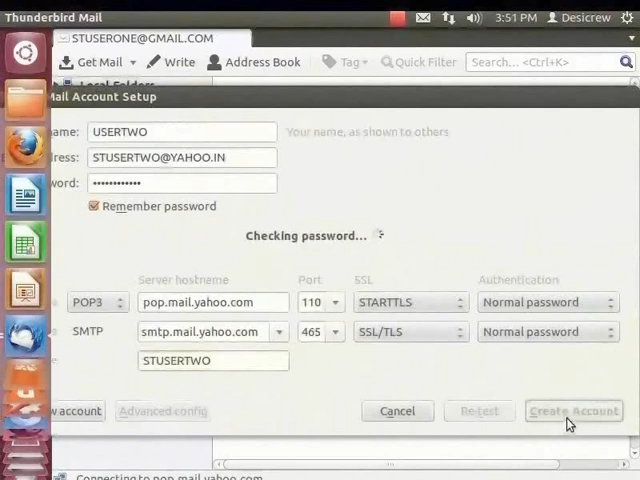 Thunderbird Mail 3:51 PM Desicrew
STUSERONE@GMAIL.COM
Get Mail Write Address Book Tag Quick Filter Search... <Ctrl+K>
Local Folders
Mail Account Setup
name: USERTWO Your name, as shown to others
dress: STUSERTWO@YAHOO.IN
word: ••••••••••••
Remember password
Checking password...
Server hostname Port SSL Authentication
POP3 pop.mail.yahoo.com 110 STARTTLS Normal password
SMTP smtp.mail.yahoo.com 465 SSL/TLS Normal password
STUSERTWO
w account Advanced config Cancel Re-test Create Account
Connecting to pop.mail.yahoo.com